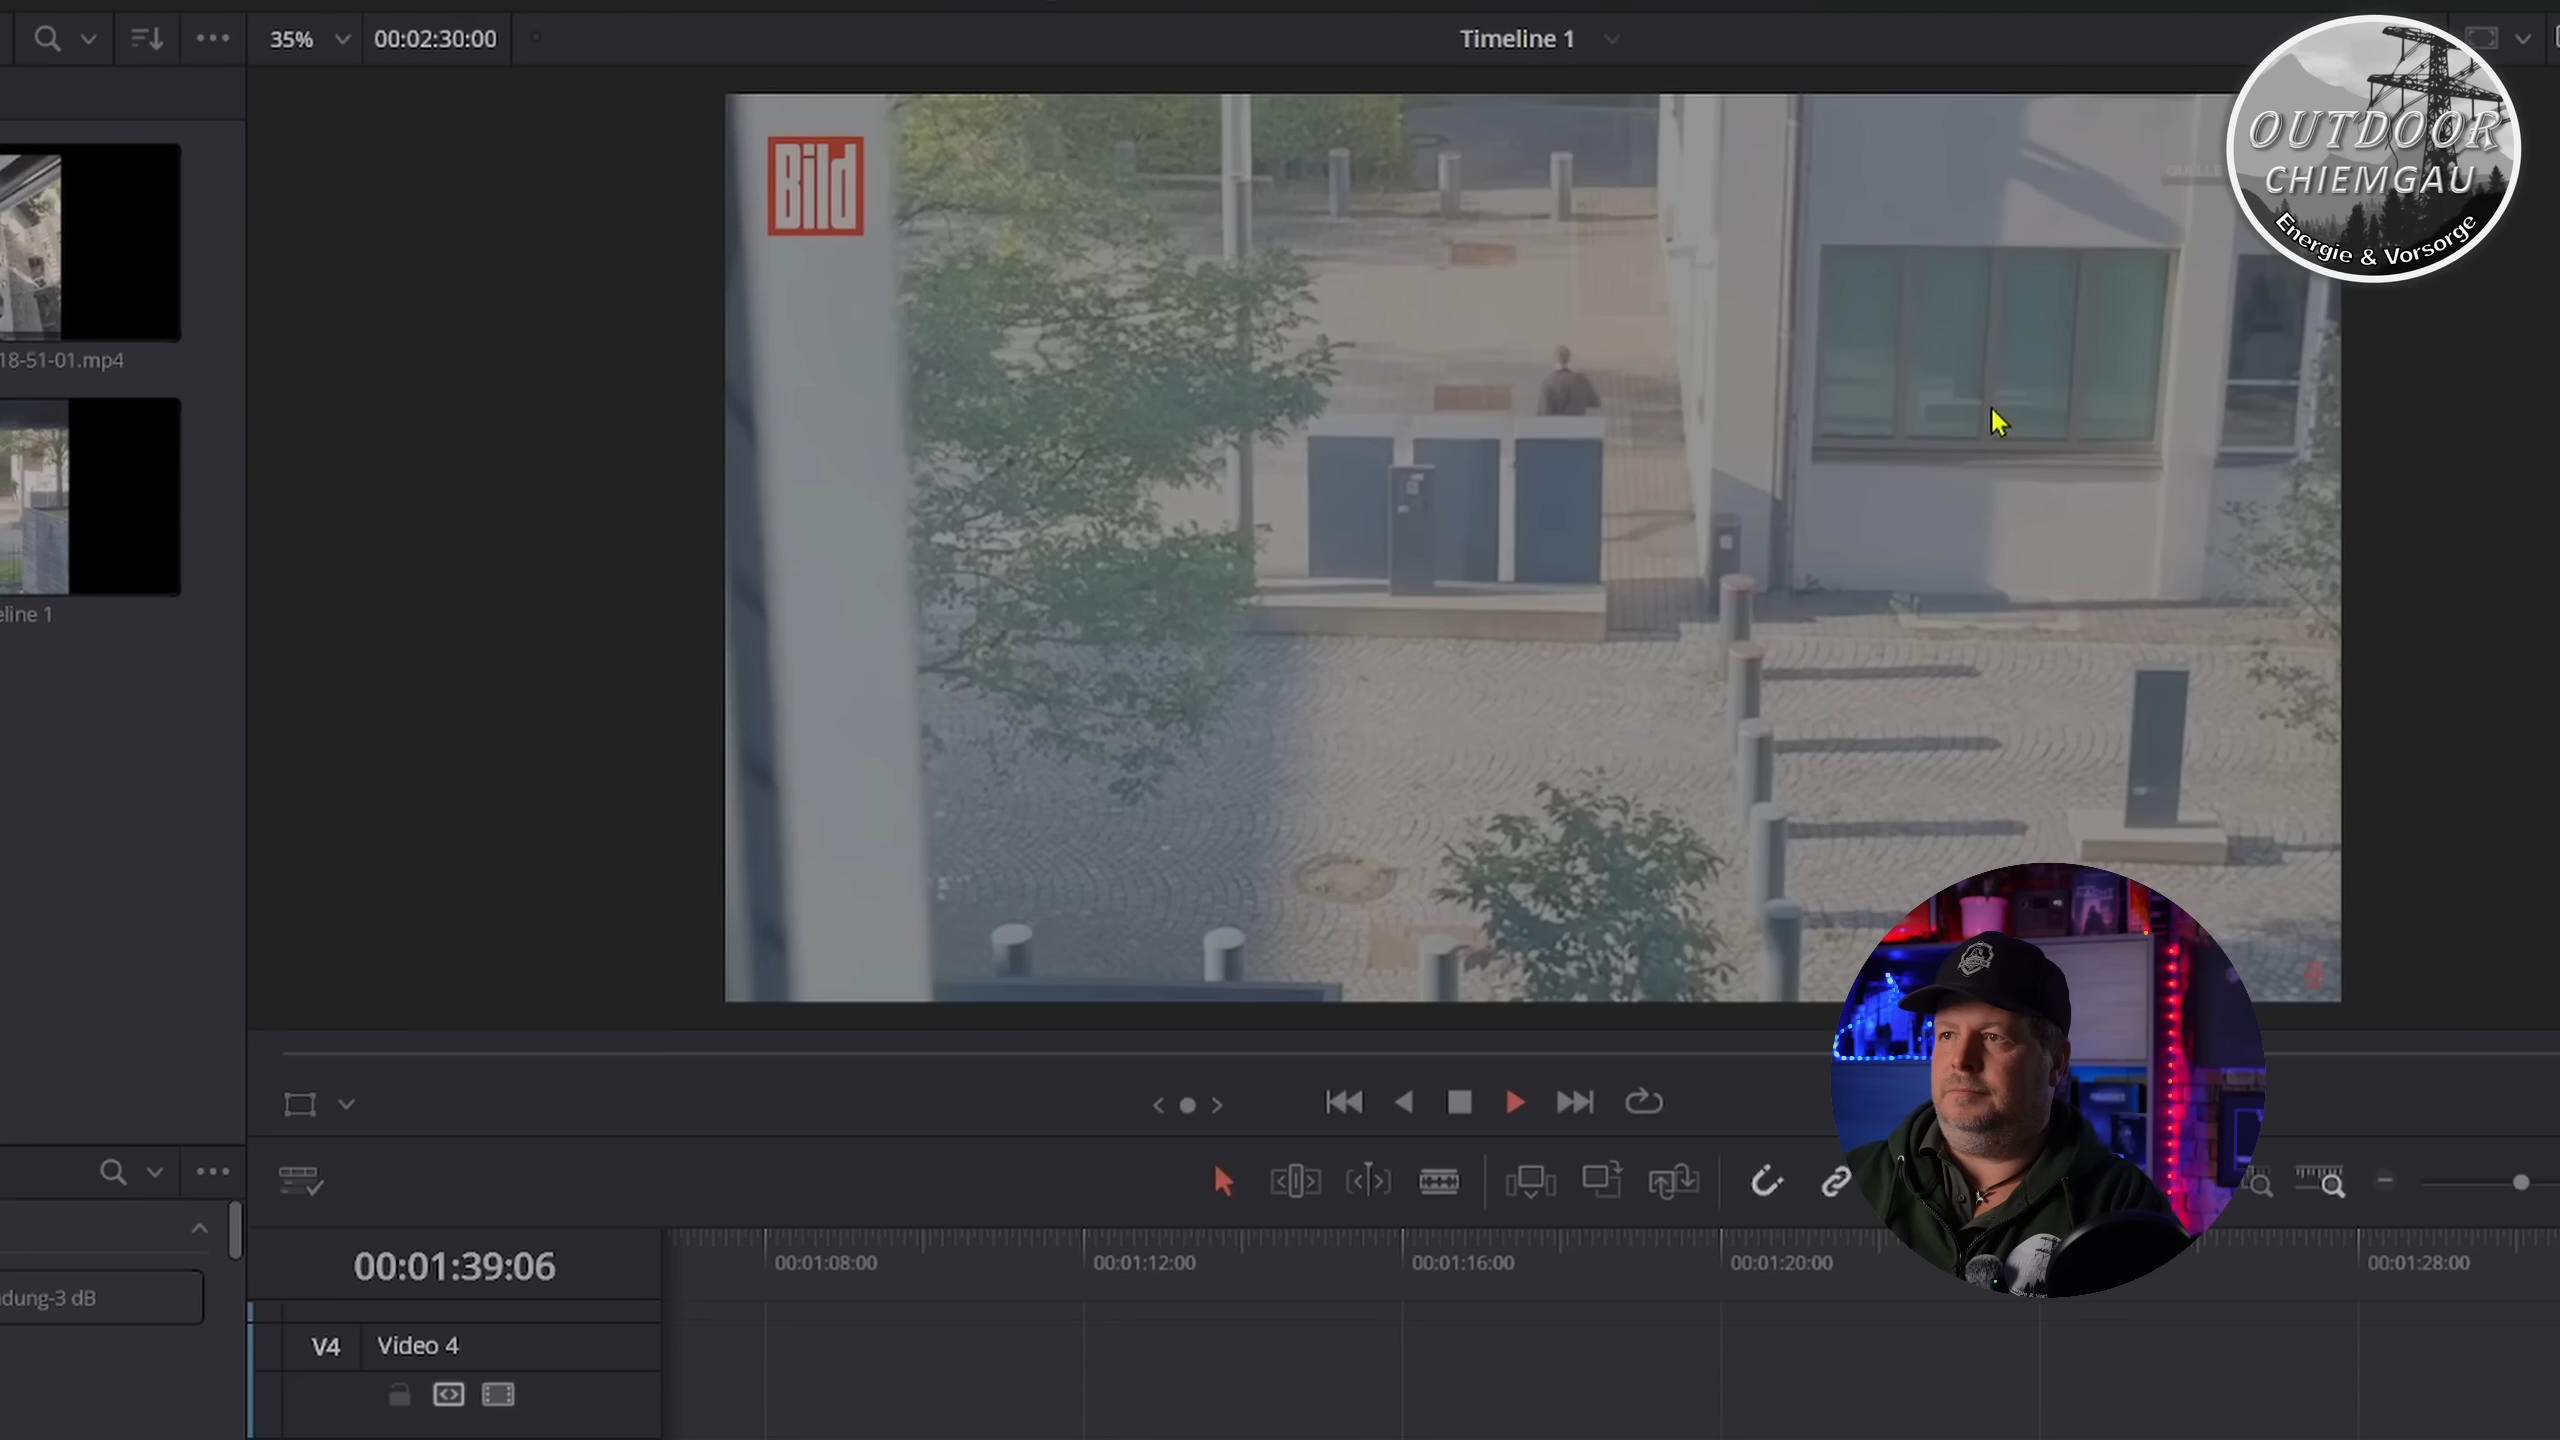 35%
00:02:30:00
Timeline 1
OUTDOOR
CHIEMGAU
Energie & Vorsorge
Bild
18-51-01.mp4
eline 1
00:01:39:06
00:01:08:00
00:01:12:00
00:01:16:00
00:01:20:00
00:01:28:00
dung-3 dB
V4
Video 4